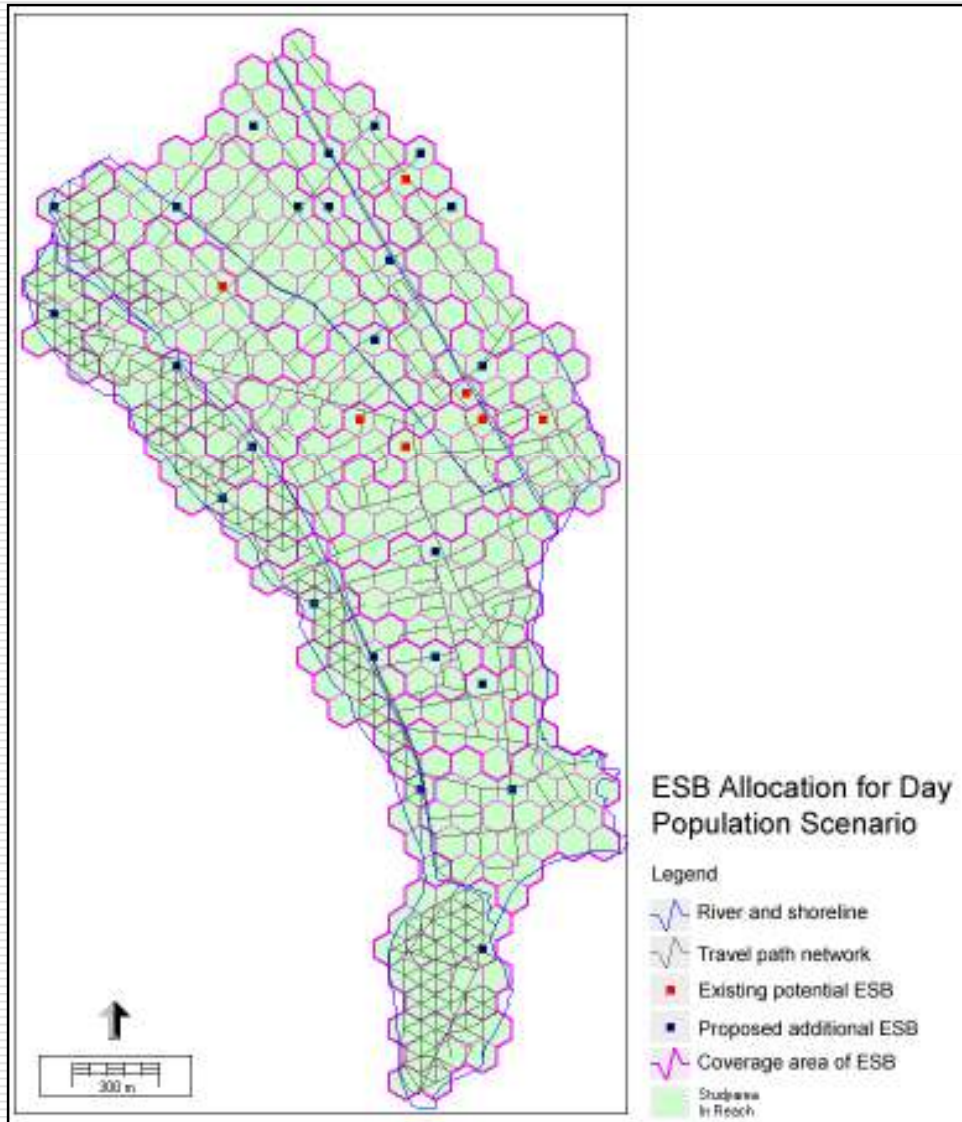 ESB Allocation for Day
Population Scenario
Legend
River and shoreline
Travel path network
Existing potential ESB
Proposed additional ESB
Coverage area of ESB
In Reach
300 m